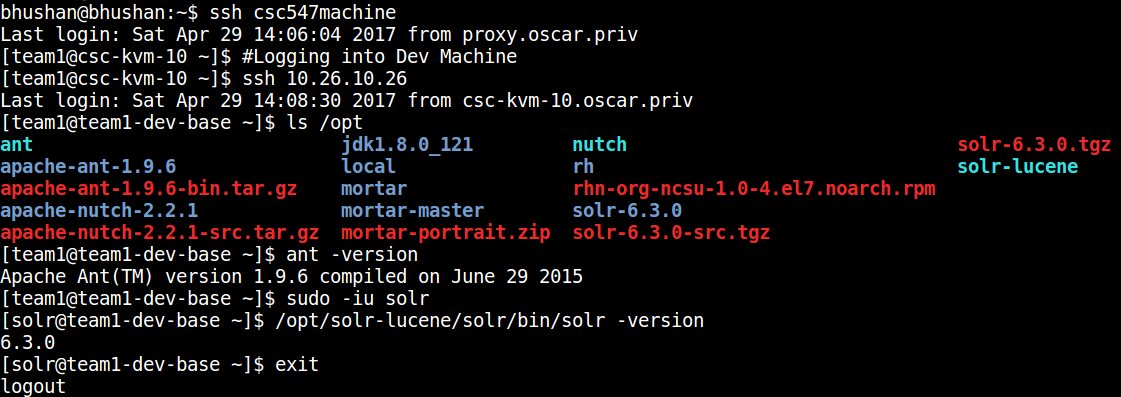 bhushan@bhushan:~$ ssh csc547machine
Last login: Sat Apr 29 14:06:04 2017 from proxy.oscar.priv
[team1@csc-kvm-10 ~]$ #Logging into Dev Machine
[team1@csc-kvm-10 ~]$ ssh 10.26.10.26
Last login: Sat Apr 29 14:08:30 2017 from csc-kvm-10.oscar.priv
[team1@team1-dev-base ~]$ ls /opt
ant                           jdk1.8.0_121         nutch                              solr-6.3.0.tgz
apache-ant-1.9.6              local                rh                                 solr-lucene
apache-ant-1.9.6-bin.tar.gz   mortar               rhn-org-ncsu-1.0-4.el7.noarch.rpm
apache-nutch-2.2.1            mortar-master        solr-6.3.0
apache-nutch-2.2.1-src.tar.gz  mortar-portrait.zip  solr-6.3.0-src.tgz
[team1@team1-dev-base ~]$ ant -version
Apache Ant(TM) version 1.9.6 compiled on June 29 2015
[team1@team1-dev-base ~]$ sudo -iu solr
[solr@team1-dev-base ~]$ /opt/solr-lucene/solr/bin/solr -version
6.3.0
[solr@team1-dev-base ~]$ exit
logout